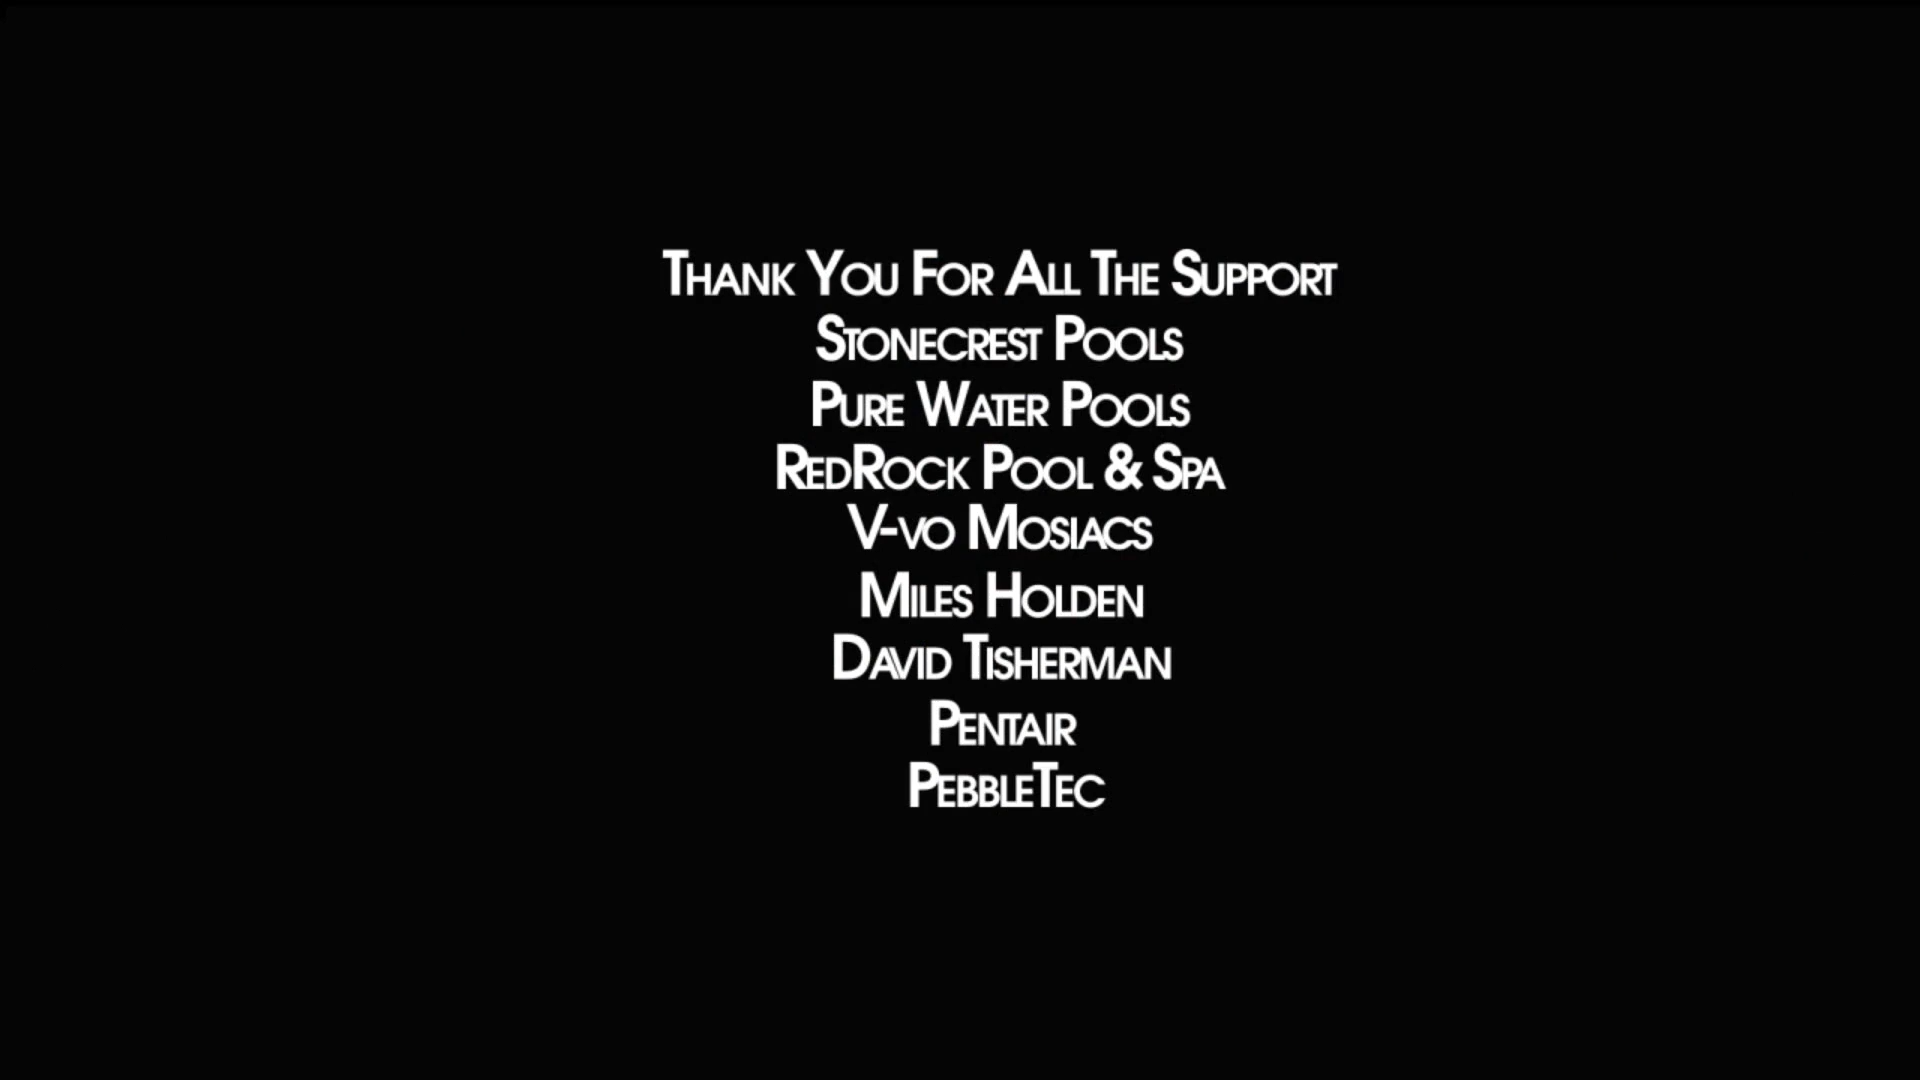 Thank You For All The Support
Stonecrest Pools
Pure Water Pools
RedRock Pool & Spa
V-vo Mosiacs
Miles Holden
David Tisherman
Pentair
PebbleTec